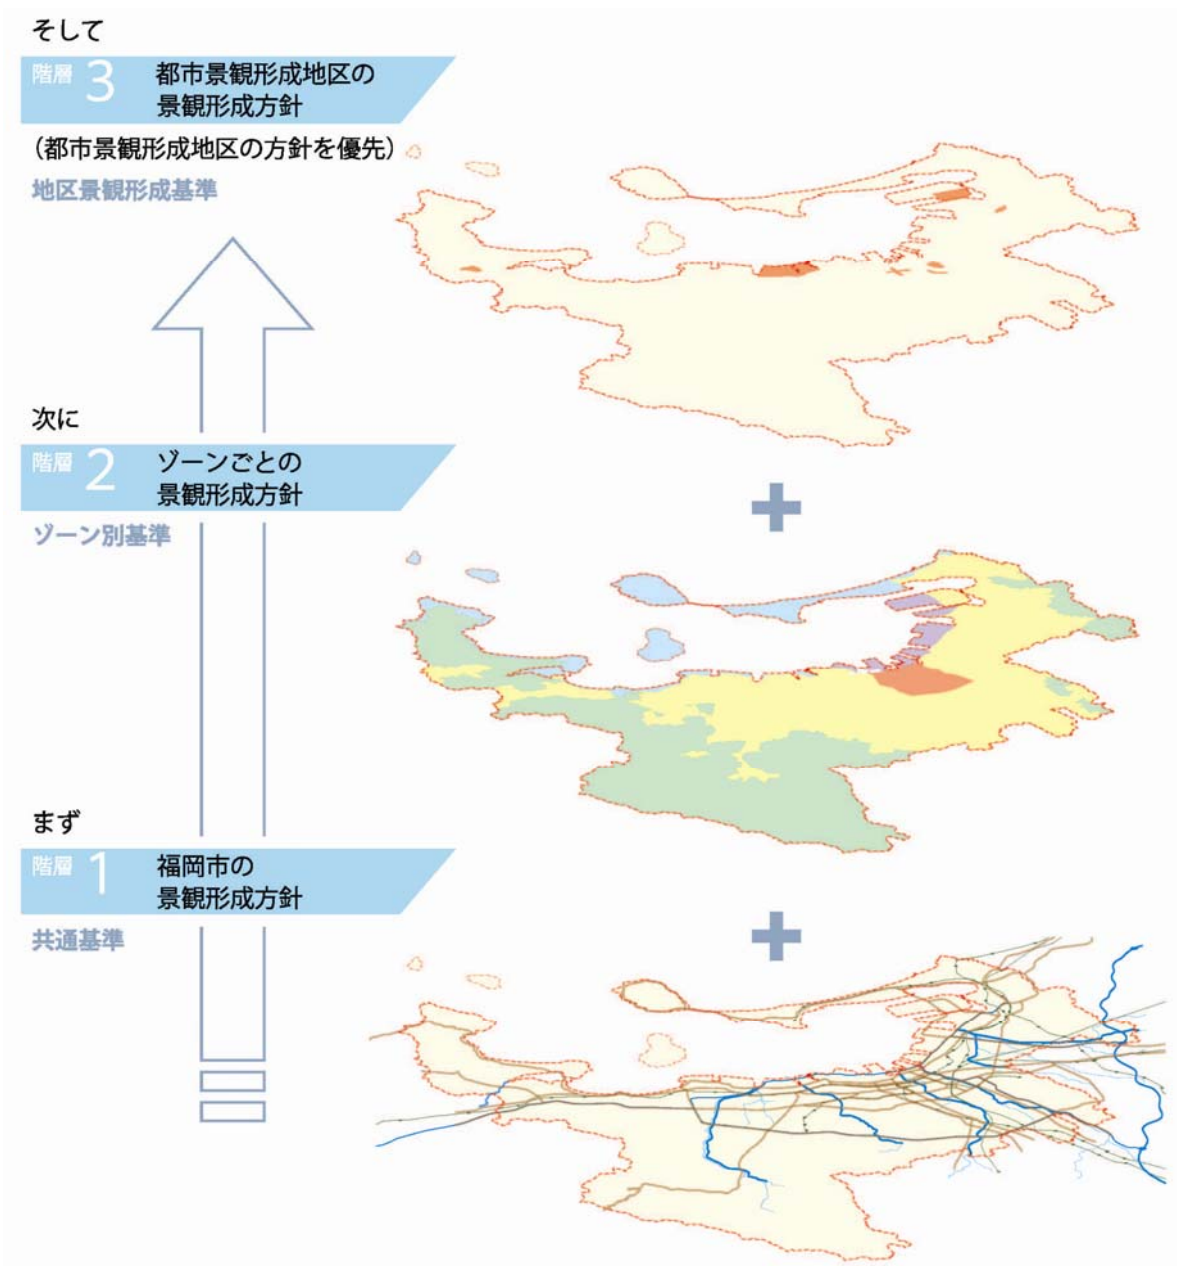 そして
階層 3 都市景観形成地区の
景観形成方針
（都市景観形成地区の方針を優先）
地区景観形成基準
次に
階層 2 ゾーンごとの
景観形成方針
ゾーン別基準
まず
階層 1 福岡市の
景観形成方針
共通基準